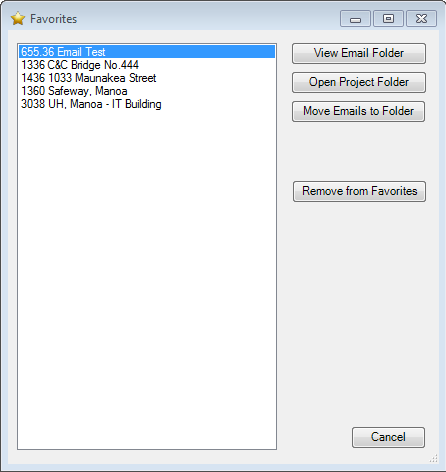 Favorites
655.36 Email Test
1336 C&C Bridge No.444
1436 1033 Maunakea Street
1360 Safeway, Manoa
3038 UH, Manoa - IT Building
View Email Folder
Open Project Folder
Move Emails to Folder
Remove from Favorites
Cancel